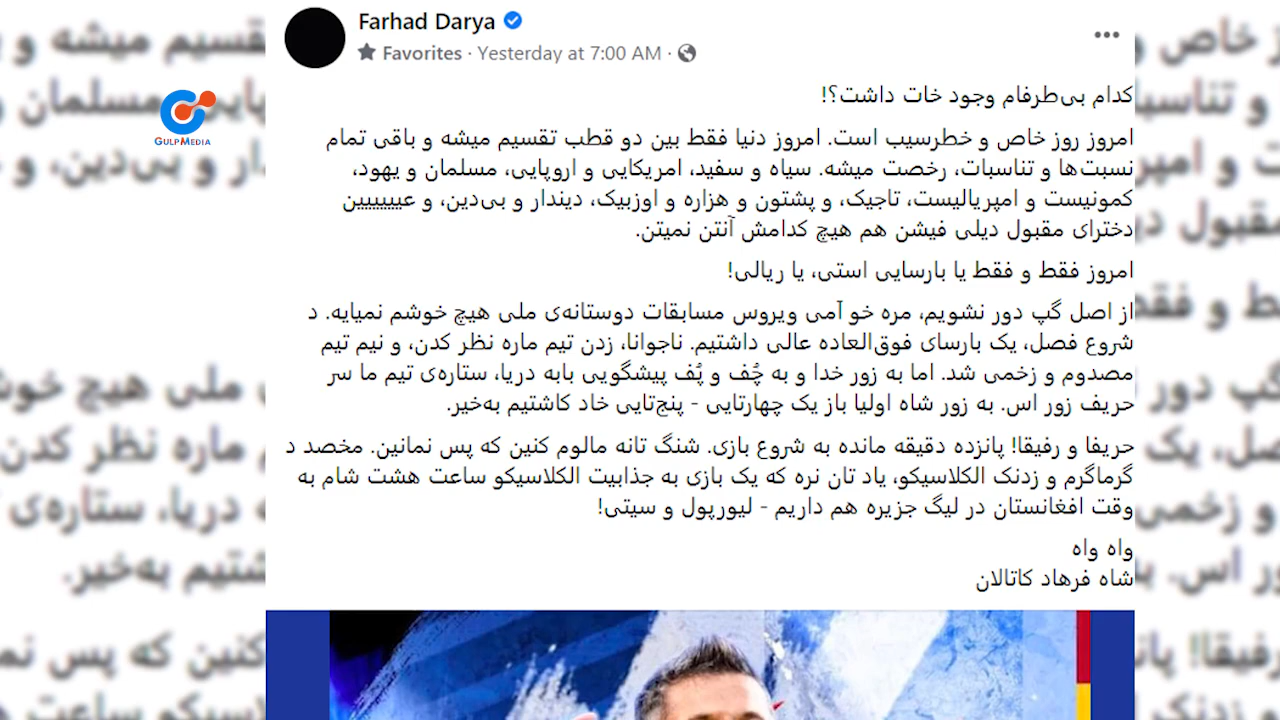 Farhad Darya
Favorites · Yesterday at 7:00 AM ·
GULPMEDIA
کدام بی‌طرفام وجود خات داشت؟!
امروز روز خاص و خطرسیب است. امروز دنیا فقط بین دو قطب تقسیم میشه و باقی تمام
نسبت‌ها و تناسبات، رخصت میشه. سیاه و سفید، امریکایی و اروپایی، مسلمان و یهود،
کمونیست و امپریالیست، تاجیک، و پشتون و هزاره و اوزبیک، دیندار و بی‌دین، و عیییییین
دخترای مقبول دیلی فیشن هم هیچ کدامش آنتن نمیتن.
امروز فقط و فقط یا بارسایی استی، یا ریالی!
از اصل گپ دور نشویم، مره خو آمی ویروس مسابقات دوستانه‌ی ملی هیچ خوشم نمیایه. د
شروع فصل، یک بارسای فوق‌العاده عالی داشتیم. ناجوانا، زدن تیم ماره نظر کدن، و نیم تیم
مصدوم و زخمی شد. اما به زور خدا و به چُف و پُف پیشگویی بابه دریا، ستاره‌ی تیم ما سر
حریف زور اس. به زور شاه اولیا باز یک چهارتایی - پنج‌تایی خاد کاشتیم به‌خیر.
حریفا و رفیقا! پانزده دقیقه مانده به شروع بازی. شنگ تانه مالوم کنین که پس نمانین. مخصد د
گرماگرم و زدنک الکلاسیکو، یاد تان نره که یک بازی به جذابیت الکلاسیکو ساعت هشت شام به
وقت افغانستان در لیگ جزیره هم داریم - لیورپول و سیتی!
واه واه
شاه فرهاد کاتالان